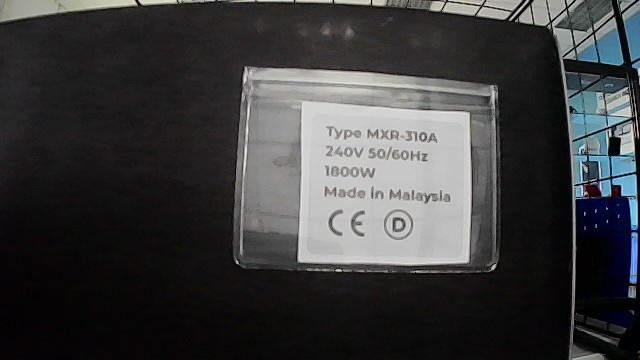 Type MXR-310A
240V 50/60Hz
1800W
Made in Malaysia
CE D